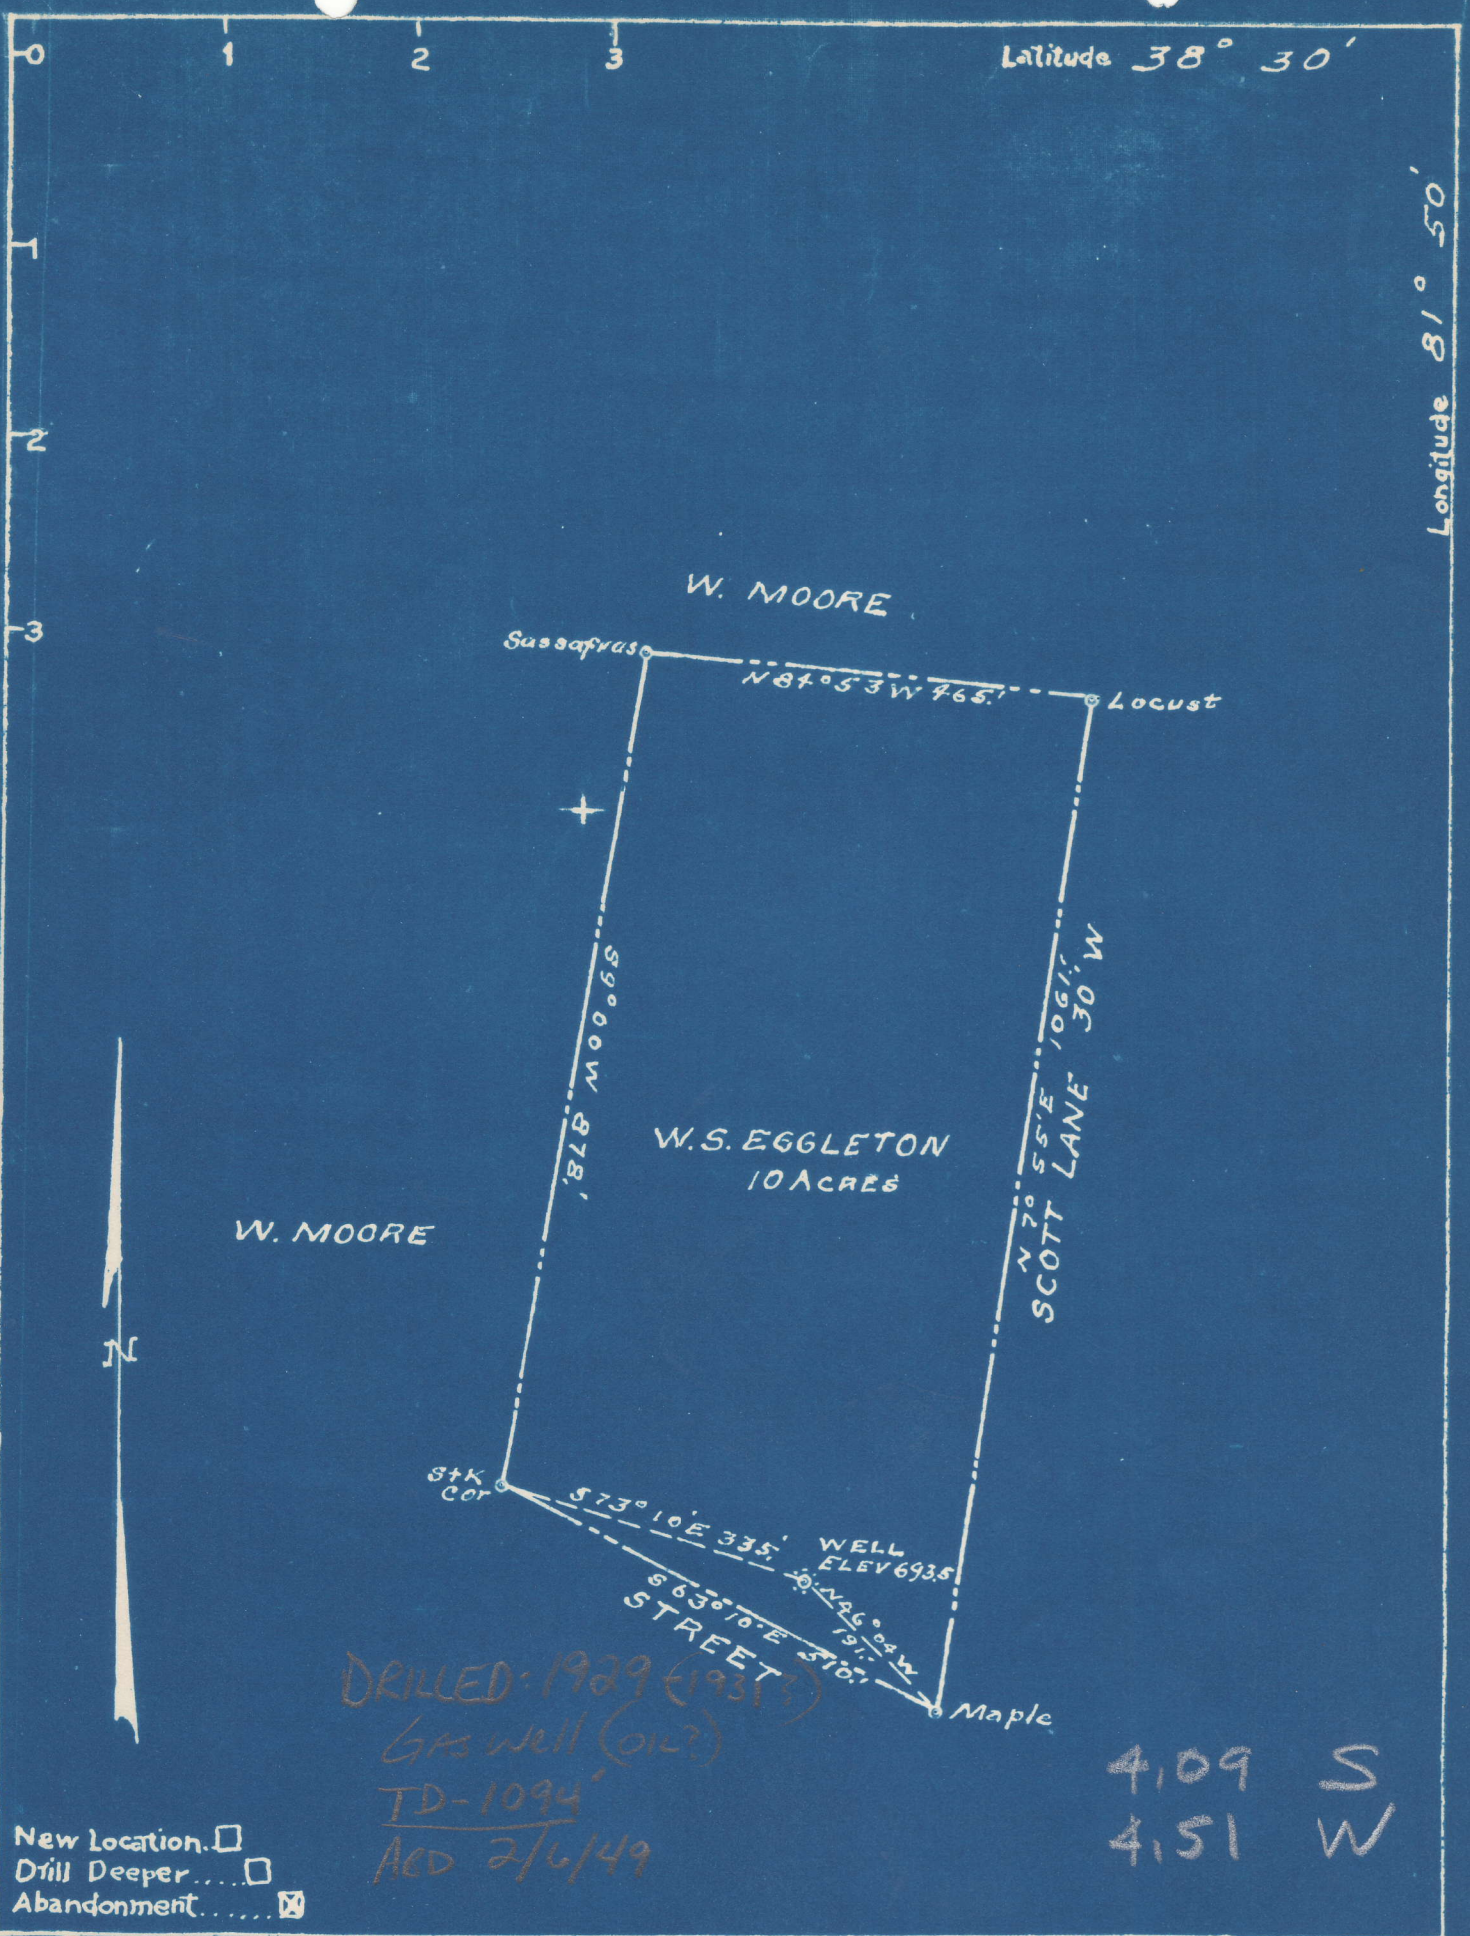 0 1 2 3
Latitude 38° 30'
Longitude 81° 50'
1
2
3
W. MOORE
Sassafras
N 84° 53 W 465.'
Locust
S 9° 00 W 878.'
N 7° 55' E 1061.'
SCOTT LANE 30' W
W.S. EGGLETON
10 ACRES
W. MOORE
N
Stk
Cor
S 73° 10' E 335.'
WELL
ELEV 693.5
S 63° 10' E 510.'
STREET
N 46° 04 W
191.'
Maple
DRILLED: 1929 (1931?)
GAS Well (OIL?)
TD-1094'
ABD 2/6/49
4.09 S
4.51 W
New Location.
Drill Deeper.....
Abandonment...... X